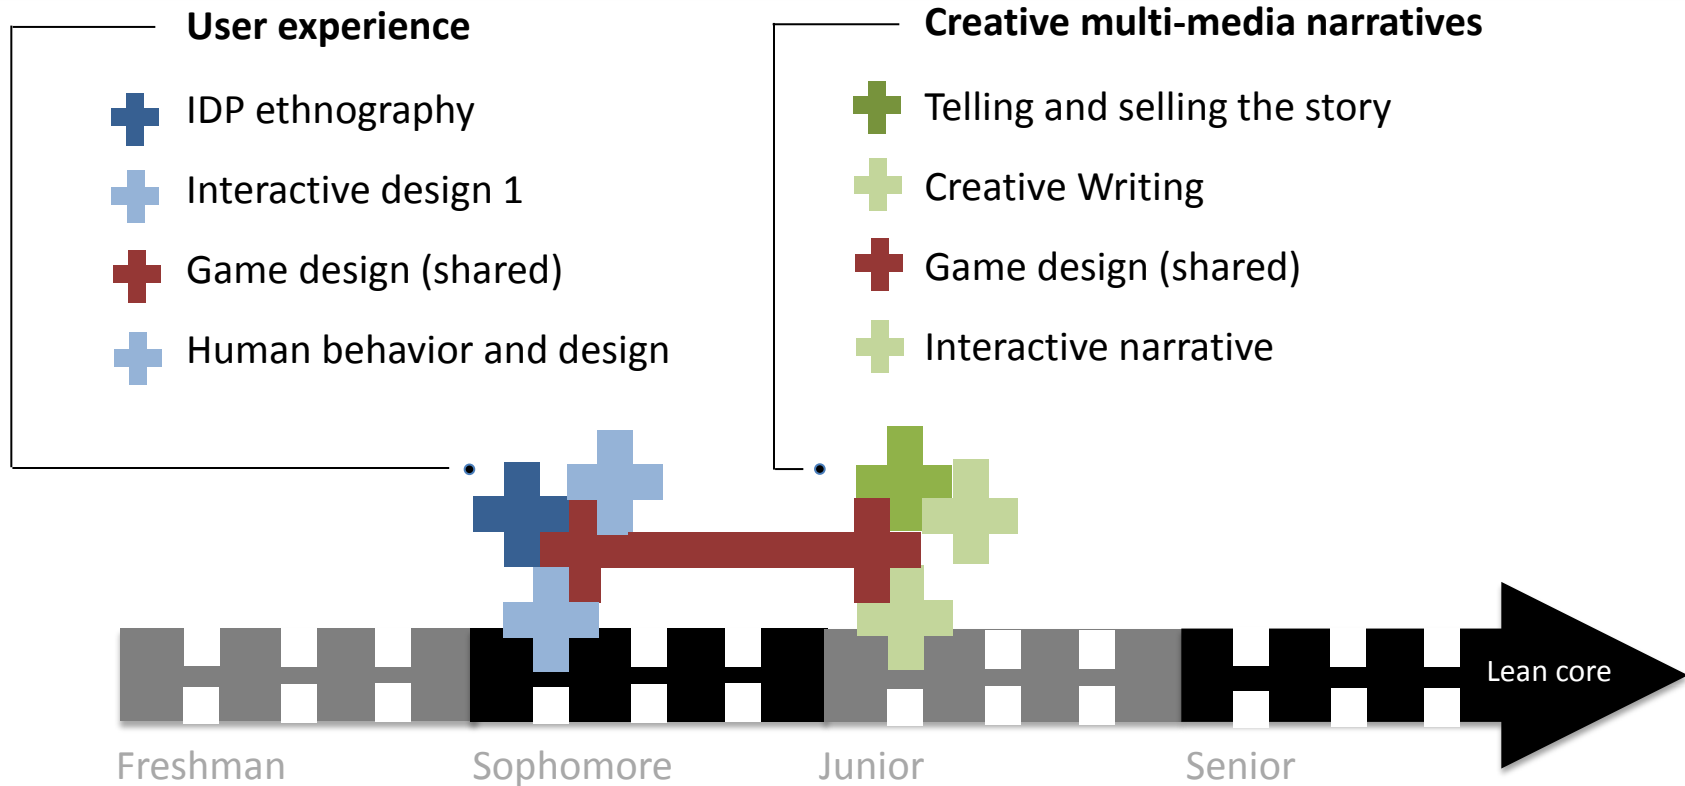 User experience
IDP ethnography
Interactive design 1
Game design (shared)
Human behavior and design
Creative multi-media narratives
Telling and selling the story
Creative Writing
Game design (shared)
Interactive narrative
Lean core
Freshman
Sophomore
Junior
Senior